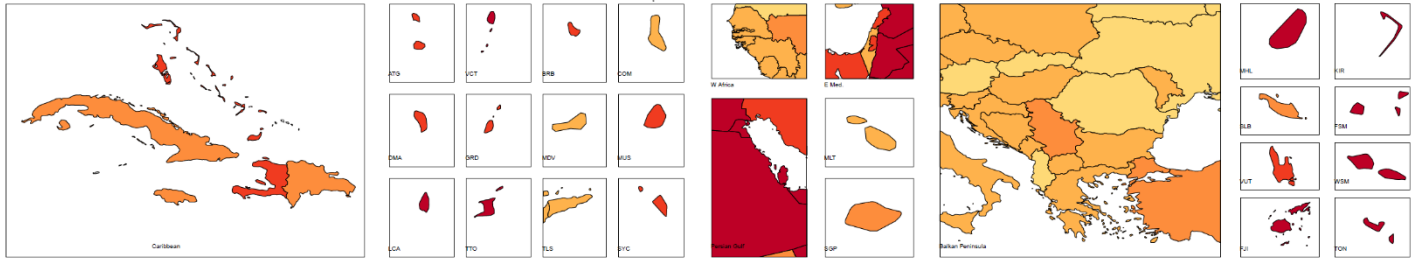 Caribbean
ATG
VCT
BRB
COM
DMA
GRD
MDV
MUS
LCA
TTO
TLS
SYC
W Africa
E Med.
Persian Gulf
MLT
SGP
Balkan Peninsula
MHL
KIR
SLB
FSM
VUT
WSM
FJI
TON